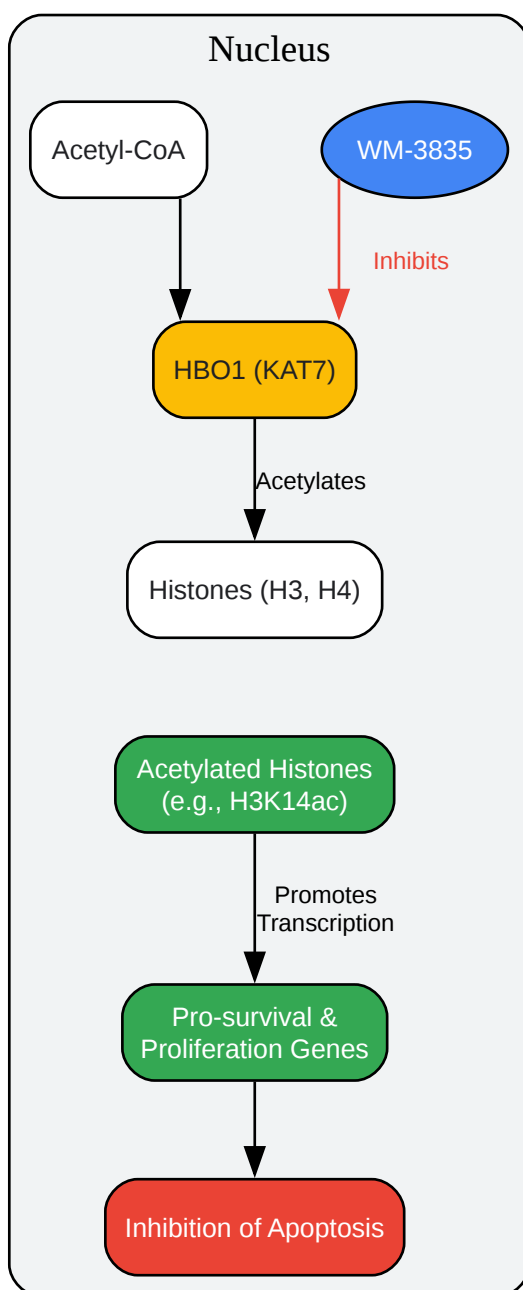 Nucleus
Acetyl-CoA
WM-3835
Inhibits
HBO1 (KAT7)
Acetylates
Histones (H3, H4)
Acetylated Histones
(e.g., H3K14ac)
Promotes
Transcription
Pro-survival &
Proliferation Genes
Inhibition of Apoptosis